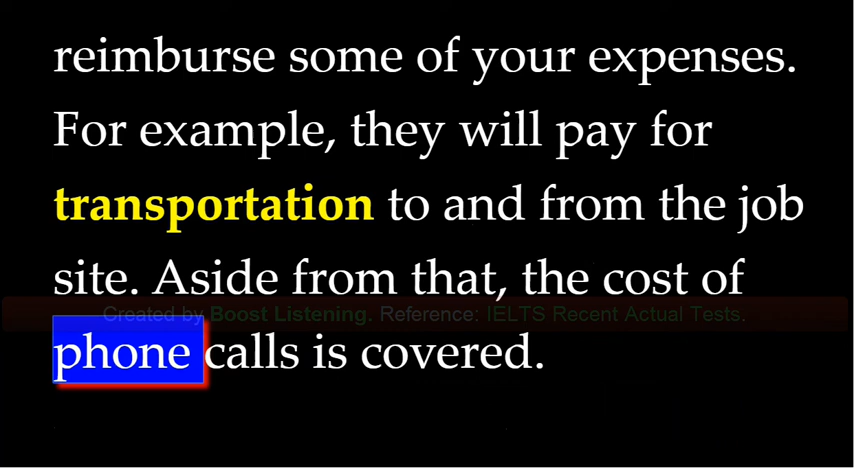 reimburse some of your expenses.
For example, they will pay for
transportation to and from the job
site. Aside from that, the cost of
Created by Boost Listening. Reference: IELTS Recent Actual Tests.
phone calls is covered.